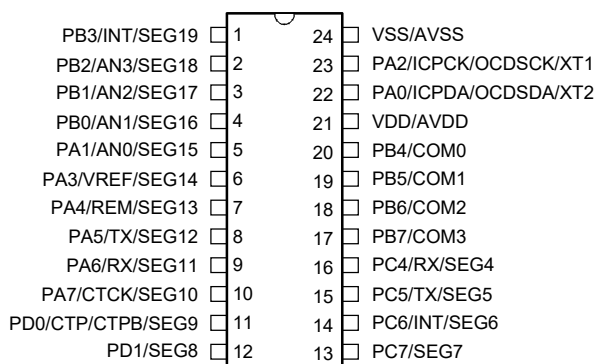 PB3/INT/SEG19 1 24 VSS/AVSS
PB2/AN3/SEG18 2 23 PA2/ICPCK/OCDSCK/XT1
PB1/AN2/SEG17 3 22 PA0/ICPDA/OCDSDA/XT2
PB0/AN1/SEG16 4 21 VDD/AVDD
PA1/AN0/SEG15 5 20 PB4/COM0
PA3/VREF/SEG14 6 19 PB5/COM1
PA4/REM/SEG13 7 18 PB6/COM2
PA5/TX/SEG12 8 17 PB7/COM3
PA6/RX/SEG11 9 16 PC4/RX/SEG4
PA7/CTCK/SEG10 10 15 PC5/TX/SEG5
PD0/CTP/CTPB/SEG9 11 14 PC6/INT/SEG6
PD1/SEG8 12 13 PC7/SEG7